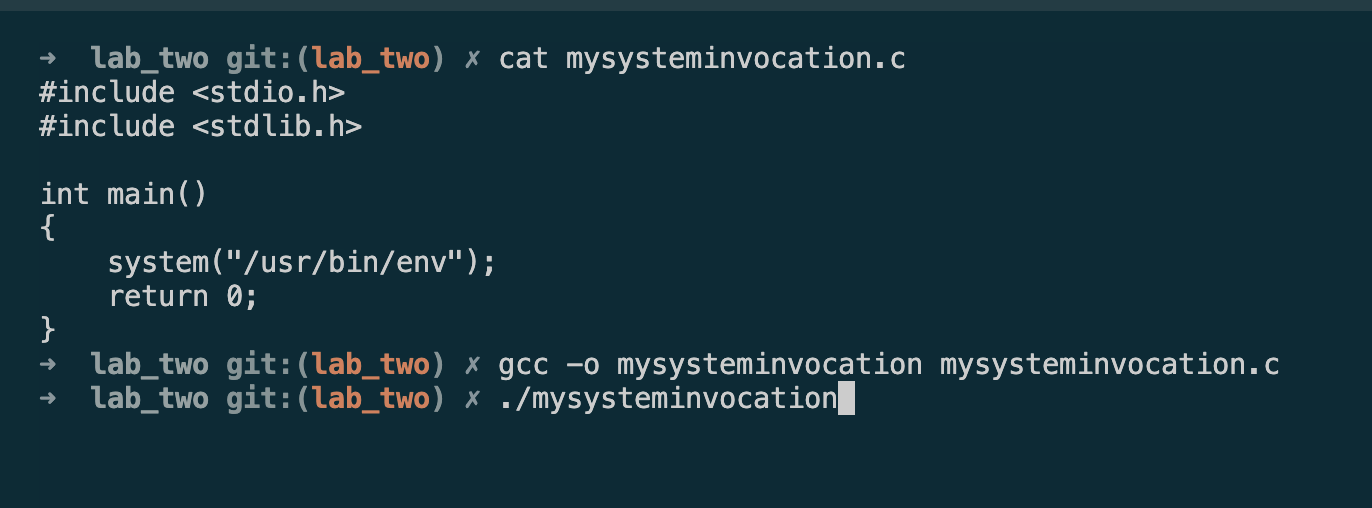 ➜  lab_two git:(lab_two) ✗ cat mysysteminvocation.c
#include <stdio.h>
#include <stdlib.h>

int main()
{
    system("/usr/bin/env");
    return 0;
}
➜  lab_two git:(lab_two) ✗ gcc -o mysysteminvocation mysysteminvocation.c
➜  lab_two git:(lab_two) ✗ ./mysysteminvocation